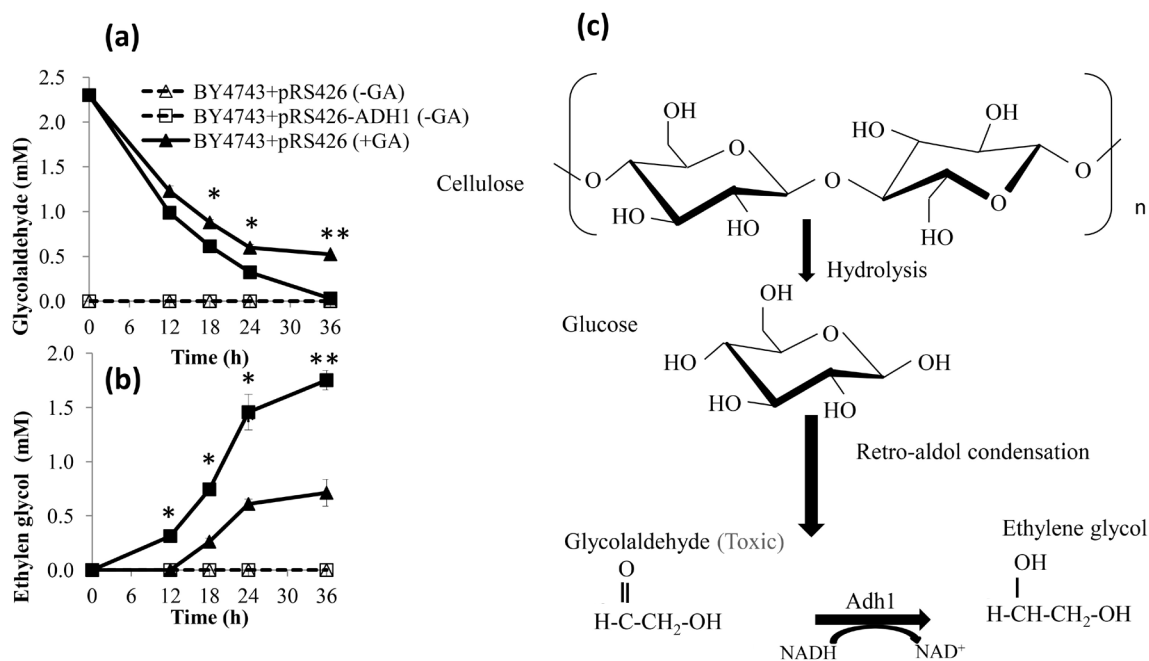 (a)
2.5
2.0
1.5
1.0
0.5
0.0
Glycolaldehyde (mM)
BY4743+pRS426 (-GA)
BY4743+pRS426-ADH1 (-GA)
BY4743+pRS426 (+GA)
*
*
**
0 6 12 18 24 30 36
Time (h)
(b)
2.0
1.5
1.0
0.5
0.0
Ethylen glycol (mM)
*
*
*
**
0 6 12 18 24 30 36
Time (h)
(c)
Cellulose
OH
OH
HO
O
O
O
O
O
HO
OH
HO
n
Hydrolysis
Glucose
OH
O
HO
OH
HO
OH
Retro-aldol condensation
Glycolaldehyde (Toxic)
O
H-C-CH₂-OH
Adh1
NADH
NAD⁺
Ethylene glycol
OH
H-CH-CH₂-OH